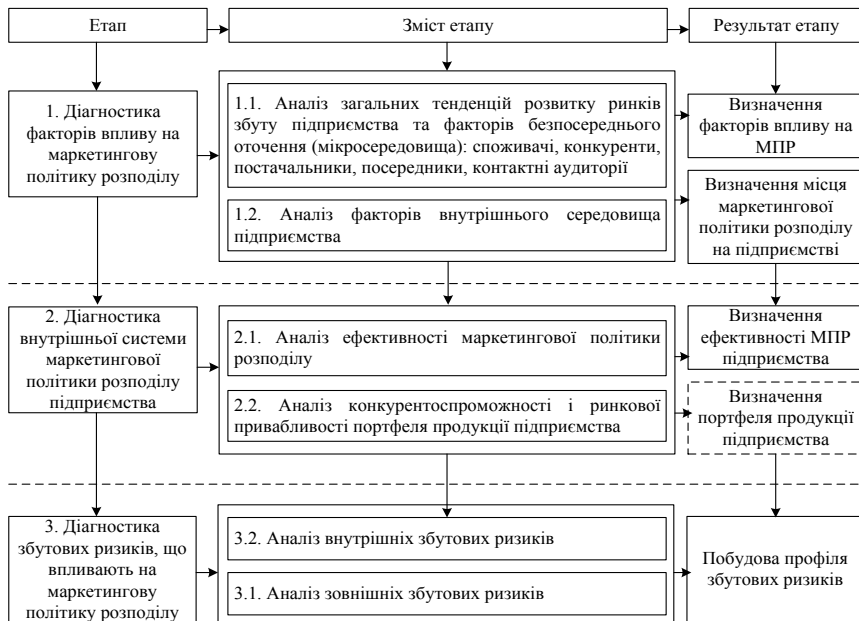 Етап
Зміст етапу
Результат етапу
1. Діагностика
факторів впливу на
маркетингову
політику розподілу
1.1. Аналіз загальних тенденцій розвитку ринків
збуту підприємства та факторів безпосереднього
оточення (мікросередовища): споживачі, конкуренти,
постачальники, посередники, контактні аудиторії
1.2. Аналіз факторів внутрішнього середовища
підприємства
Визначення
факторів впливу на
МПР
Визначення місця
маркетингової
політики розподілу
на підприємстві
2. Діагностика
внутрішньої системи
маркетингової
політики розподілу
підприємства
2.1. Аналіз ефективності маркетингової політики
розподілу
2.2. Аналіз конкурентоспроможності і ринкової
привабливості портфеля продукції підприємства
Визначення
ефективності МПР
підприємства
Визначення
портфеля продукції
підприємства
3. Діагностика
збутових ризиків, що
впливають на
маркетингову
політику розподілу
3.2. Аналіз внутрішніх збутових ризиків
3.1. Аналіз зовнішніх збутових ризиків
Побудова профіля
збутових ризиків